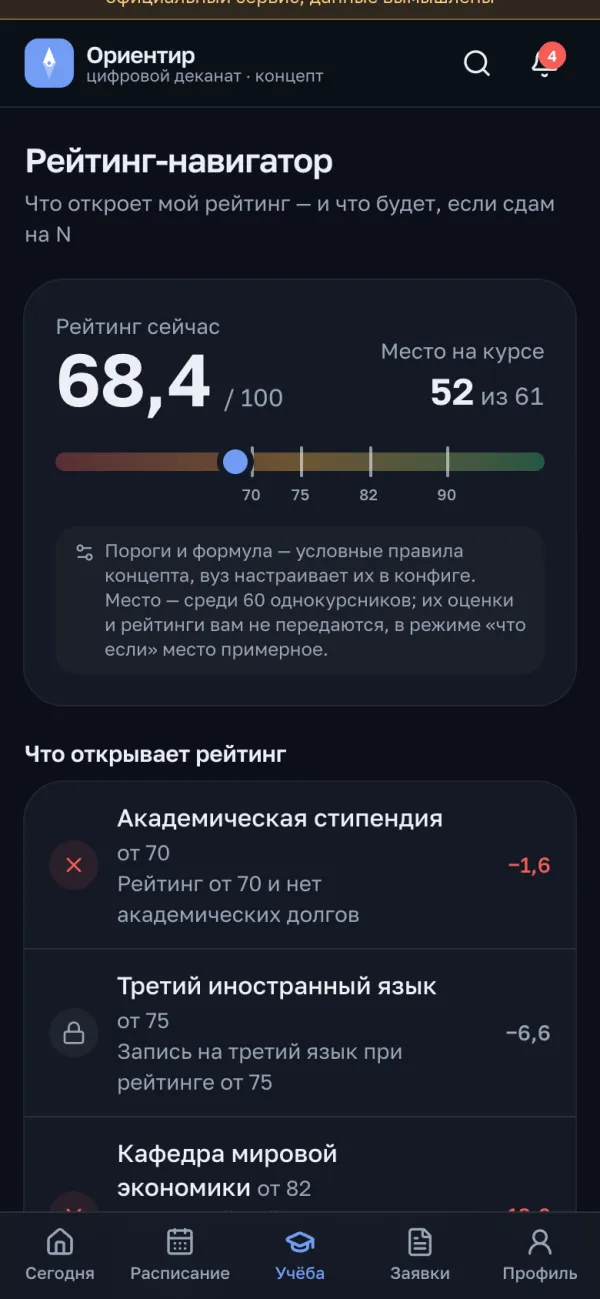 официальный сервис, данные вымышлены
Ориентир
цифровой деканат · концепт
4
Рейтинг-навигатор
Что откроет мой рейтинг — и что будет, если сдам
на N
Рейтинг сейчас
68,4 / 100
Место на курсе
52 из 61
70 75 82 90
Пороги и формула — условные правила
концепта, вуз настраивает их в конфиге.
Место — среди 60 однокурсников; их оценки
и рейтинги вам не передаются, в режиме «что
если» место примерное.
Что открывает рейтинг
Академическая стипендия
от 70
Рейтинг от 70 и нет
академических долгов
−1,6
Третий иностранный язык
от 75
Запись на третий язык при
рейтинге от 75
−6,6
Кафедра мировой
экономики от 82
Сегодня Расписание Учёба Заявки Профиль